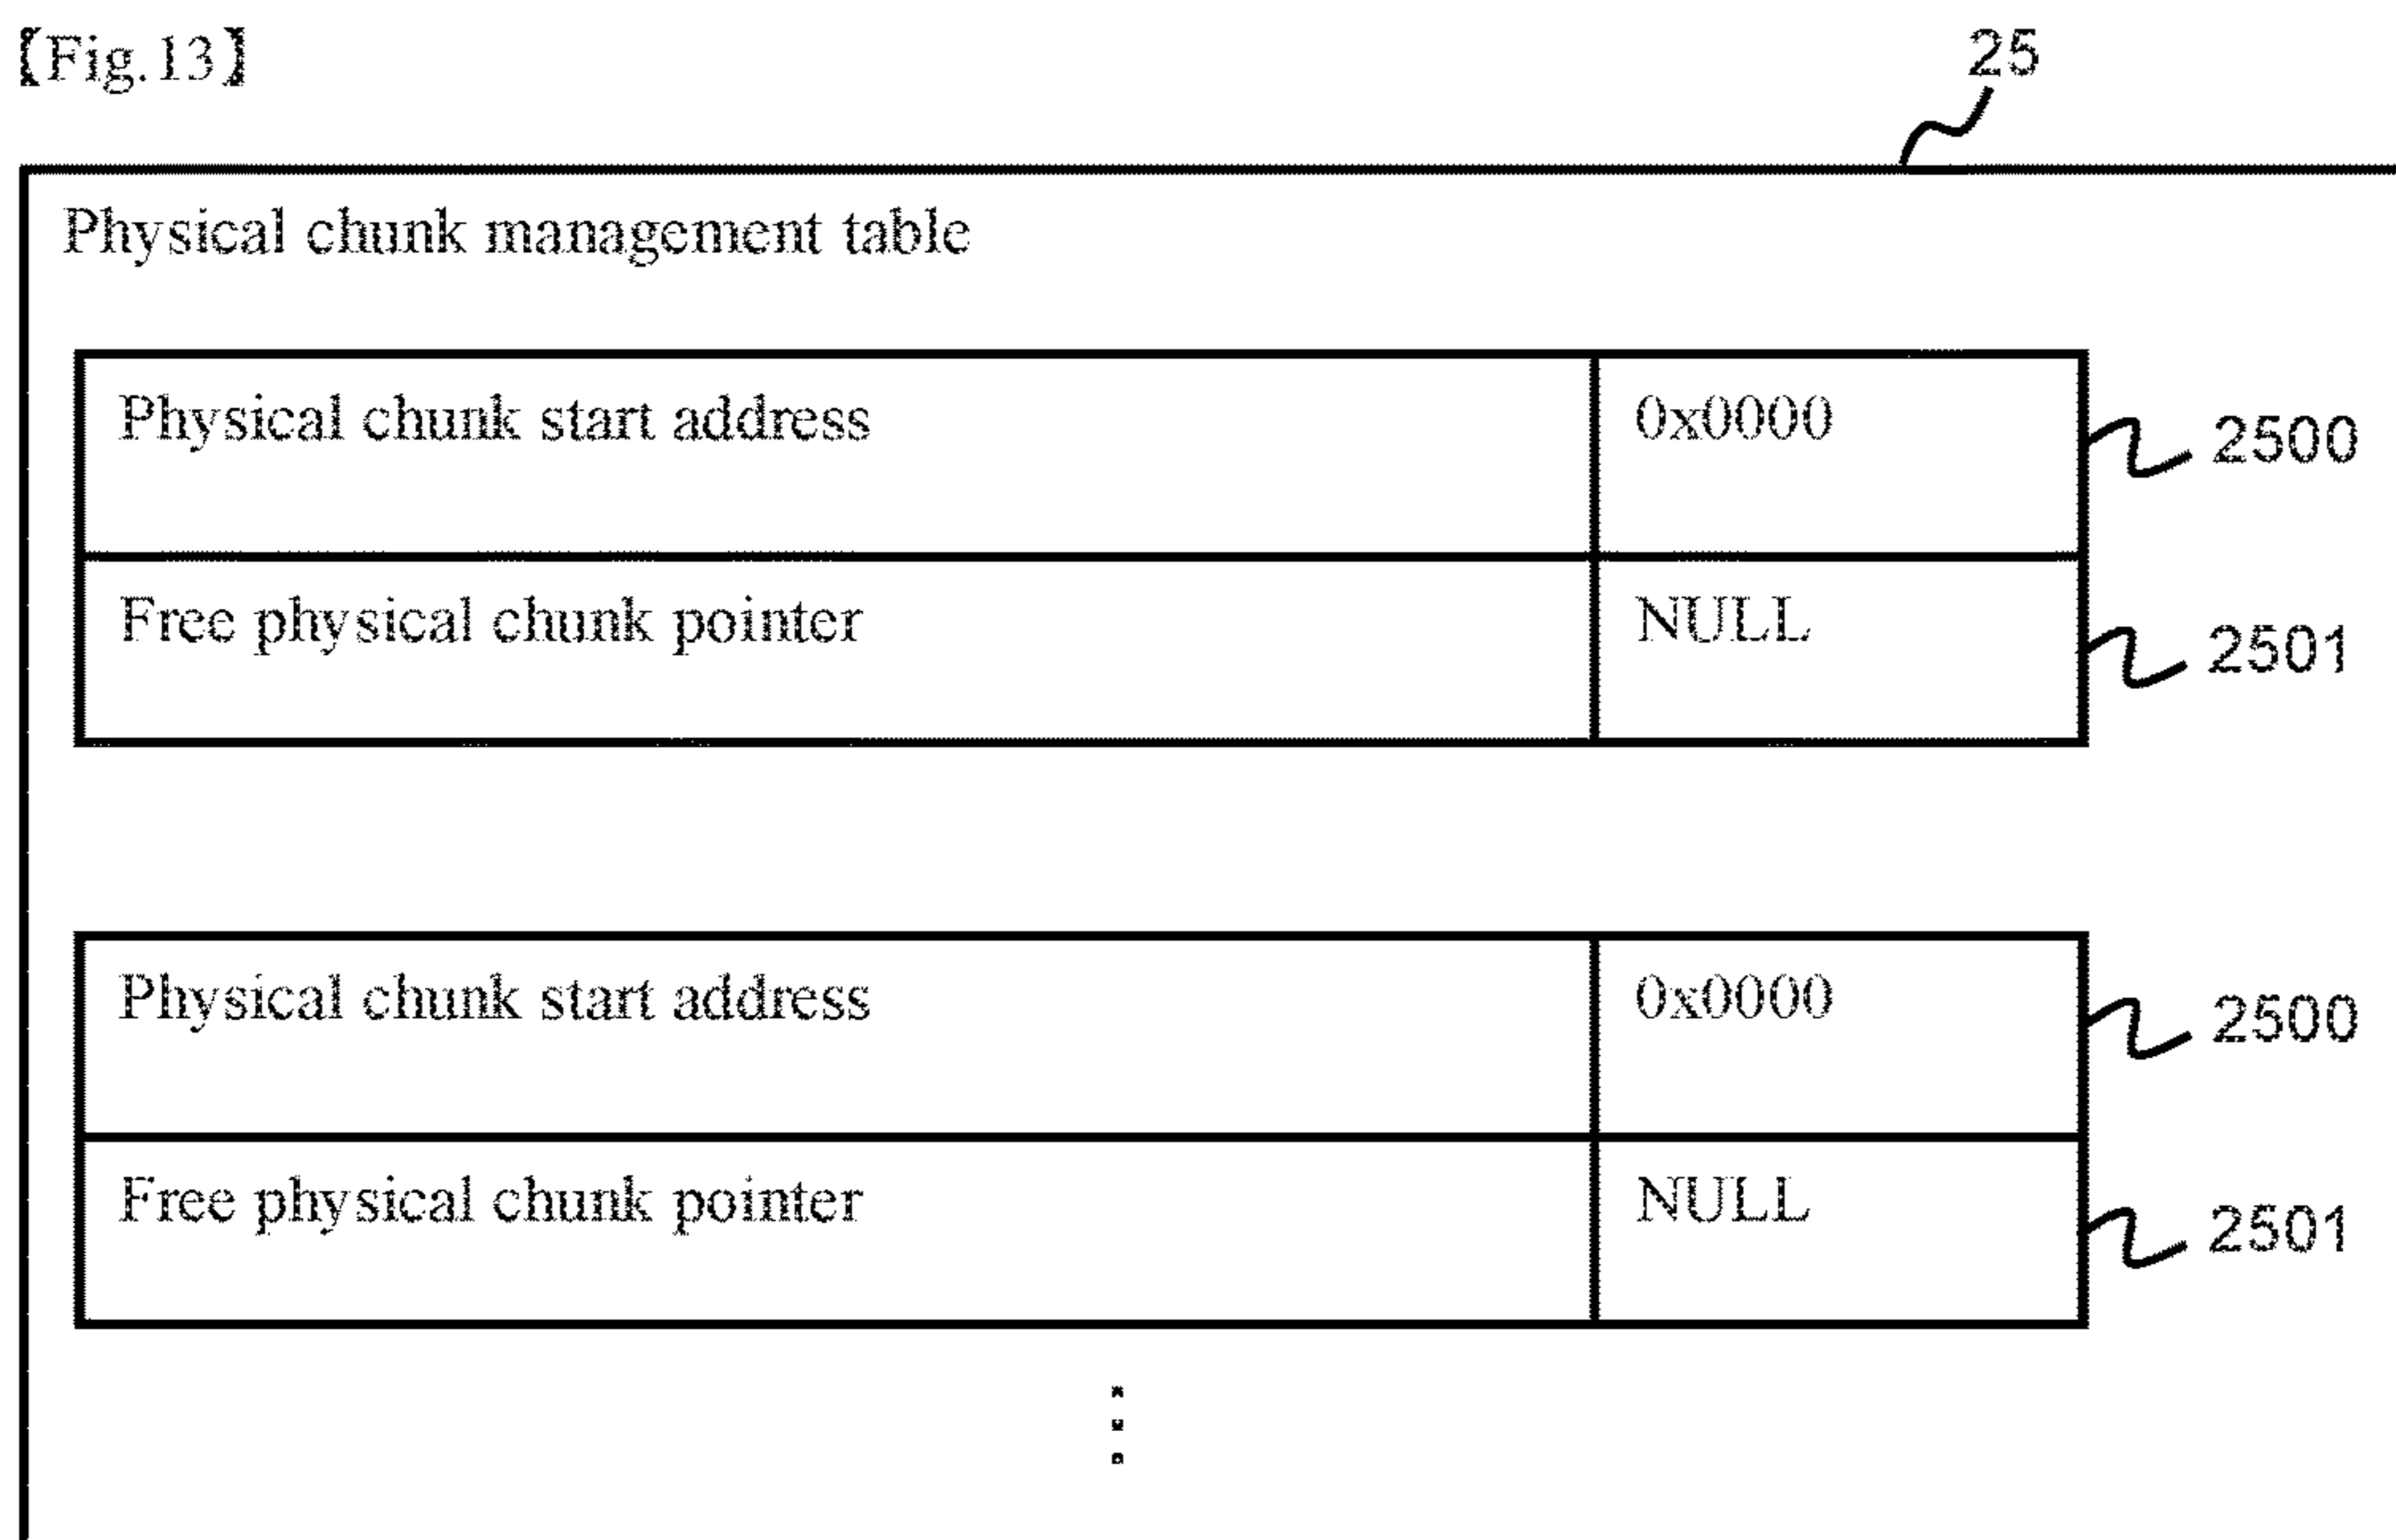 【Fig.13】
25
Physical chunk management table
Physical chunk start address 0x0000 2500
Free physical chunk pointer NULL 2501
Physical chunk start address 0x0000 2500
Free physical chunk pointer NULL 2501